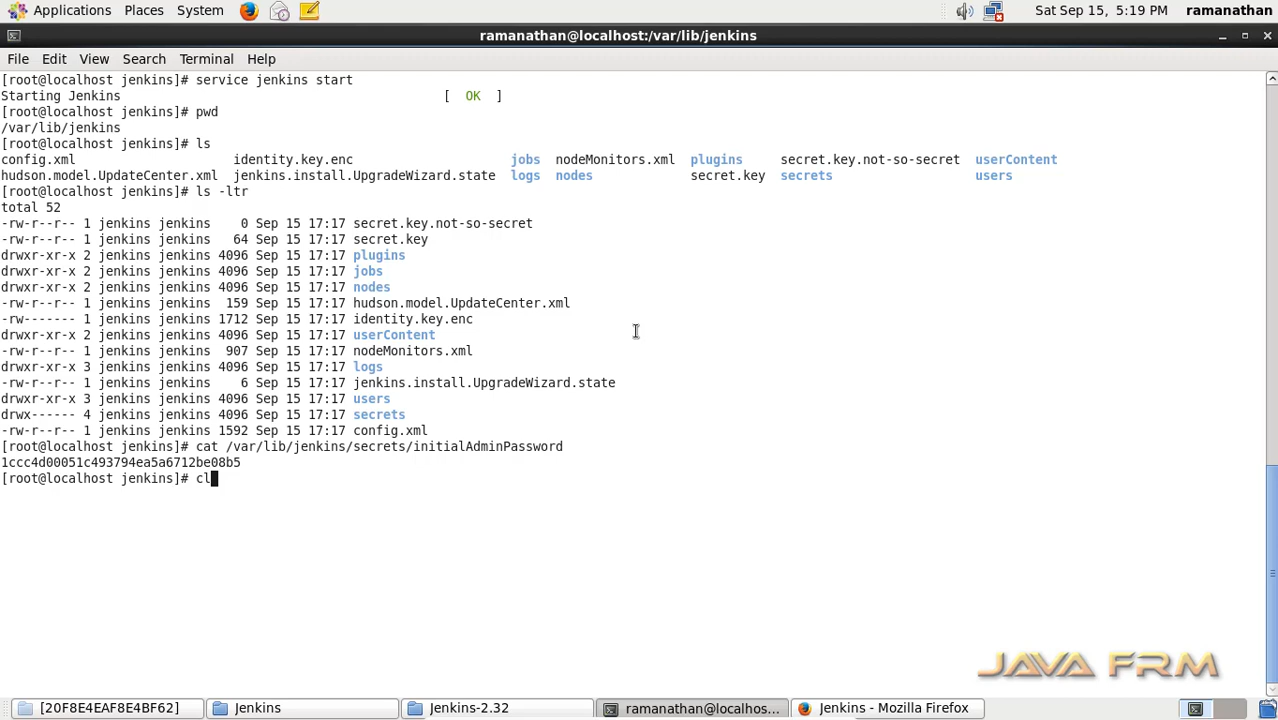 Applications Places System Sat Sep 15, 5:19 PM ramanathan
ramanathan@localhost:/var/lib/jenkins
File Edit View Search Terminal Help
[root@localhost jenkins]# service jenkins start
Starting Jenkins [ OK ]
[root@localhost jenkins]# pwd
/var/lib/jenkins
[root@localhost jenkins]# ls
config.xml identity.key.enc jobs nodeMonitors.xml plugins secret.key.not-so-secret userContent
hudson.model.UpdateCenter.xml jenkins.install.UpgradeWizard.state logs nodes secret.key secrets users
[root@localhost jenkins]# ls -ltr
total 52
-rw-r--r-- 1 jenkins jenkins 0 Sep 15 17:17 secret.key.not-so-secret
-rw-r--r-- 1 jenkins jenkins 64 Sep 15 17:17 secret.key
drwxr-xr-x 2 jenkins jenkins 4096 Sep 15 17:17 plugins
drwxr-xr-x 2 jenkins jenkins 4096 Sep 15 17:17 jobs
drwxr-xr-x 2 jenkins jenkins 4096 Sep 15 17:17 nodes
-rw-r--r-- 1 jenkins jenkins 159 Sep 15 17:17 hudson.model.UpdateCenter.xml
-rw------- 1 jenkins jenkins 1712 Sep 15 17:17 identity.key.enc
drwxr-xr-x 2 jenkins jenkins 4096 Sep 15 17:17 userContent
-rw-r--r-- 1 jenkins jenkins 907 Sep 15 17:17 nodeMonitors.xml
drwxr-xr-x 3 jenkins jenkins 4096 Sep 15 17:17 logs
-rw-r--r-- 1 jenkins jenkins 6 Sep 15 17:17 jenkins.install.UpgradeWizard.state
drwxr-xr-x 3 jenkins jenkins 4096 Sep 15 17:17 users
drwx------ 4 jenkins jenkins 4096 Sep 15 17:17 secrets
-rw-r--r-- 1 jenkins jenkins 1592 Sep 15 17:17 config.xml
[root@localhost jenkins]# cat /var/lib/jenkins/secrets/initialAdminPassword
1ccc4d00051c493794ea5a6712be08b5
[root@localhost jenkins]# cl
JAVA FRM
[20F8E4EAF8E4BF62] Jenkins Jenkins-2.32 ramanathan@localhos... Jenkins - Mozilla Firefox